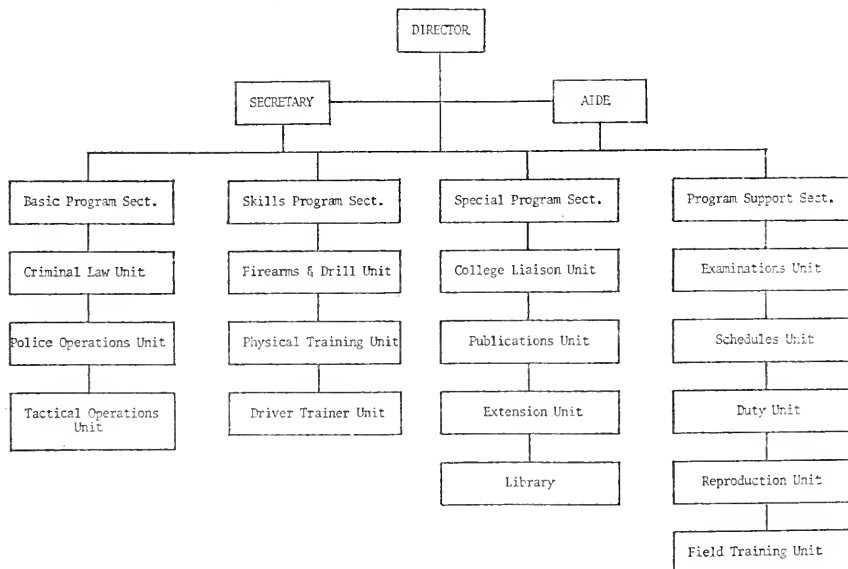 DIRECTOR
SECRETARY
AIDE
Basic Program Sect.
Skills Program Sect.
Special Program Sect.
Program Support Sect.
Criminal Law Unit
Firearms & Drill Unit
College Liaison Unit
Examinations Unit
Police Operations Unit
Physical Training Unit
Publications Unit
Schedules Unit
Tactical Operations
Unit
Driver Trainer Unit
Extension Unit
Duty Unit
Library
Reproduction Unit
Field Training Unit